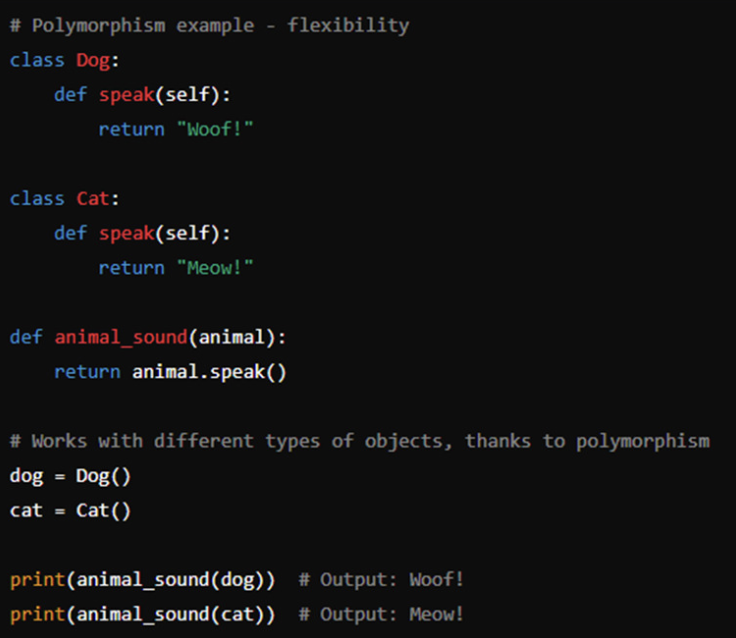 # Polymorphism example - flexibility
class Dog:
    def speak(self):
        return "Woof!"

class Cat:
    def speak(self):
        return "Meow!"

def animal_sound(animal):
    return animal.speak()

# Works with different types of objects, thanks to polymorphism
dog = Dog()
cat = Cat()

print(animal_sound(dog))  # Output: Woof!
print(animal_sound(cat))  # Output: Meow!